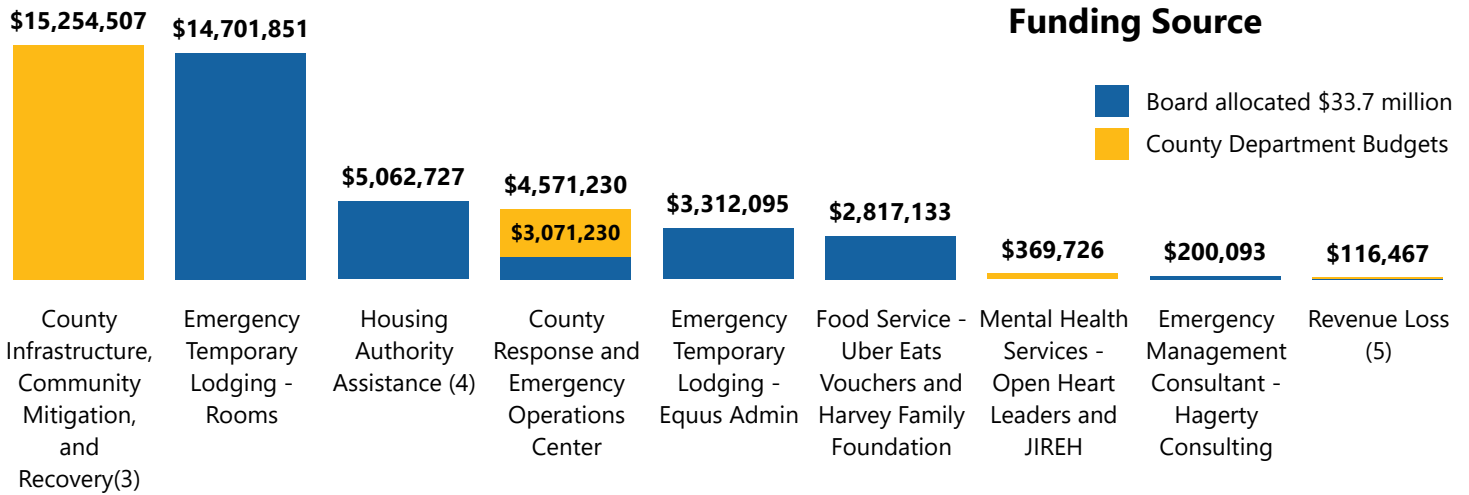 Funding Source
Board allocated $33.7 million
County Department Budgets
$15,254,507
$14,701,851
$5,062,727
$4,571,230
$3,071,230
$3,312,095
$2,817,133
$369,726
$200,093
$116,467
County
Infrastructure,
Community
Mitigation,
and
Recovery(3)
Emergency
Temporary
Lodging -
Rooms
Housing
Authority
Assistance (4)
County
Response and
Emergency
Operations
Center
Emergency
Temporary
Lodging -
Equus Admin
Food Service -
Uber Eats
Vouchers and
Harvey Family
Foundation
Mental Health
Services -
Open Heart
Leaders and
JIREH
Emergency
Management
Consultant -
Hagerty
Consulting
Revenue Loss
(5)